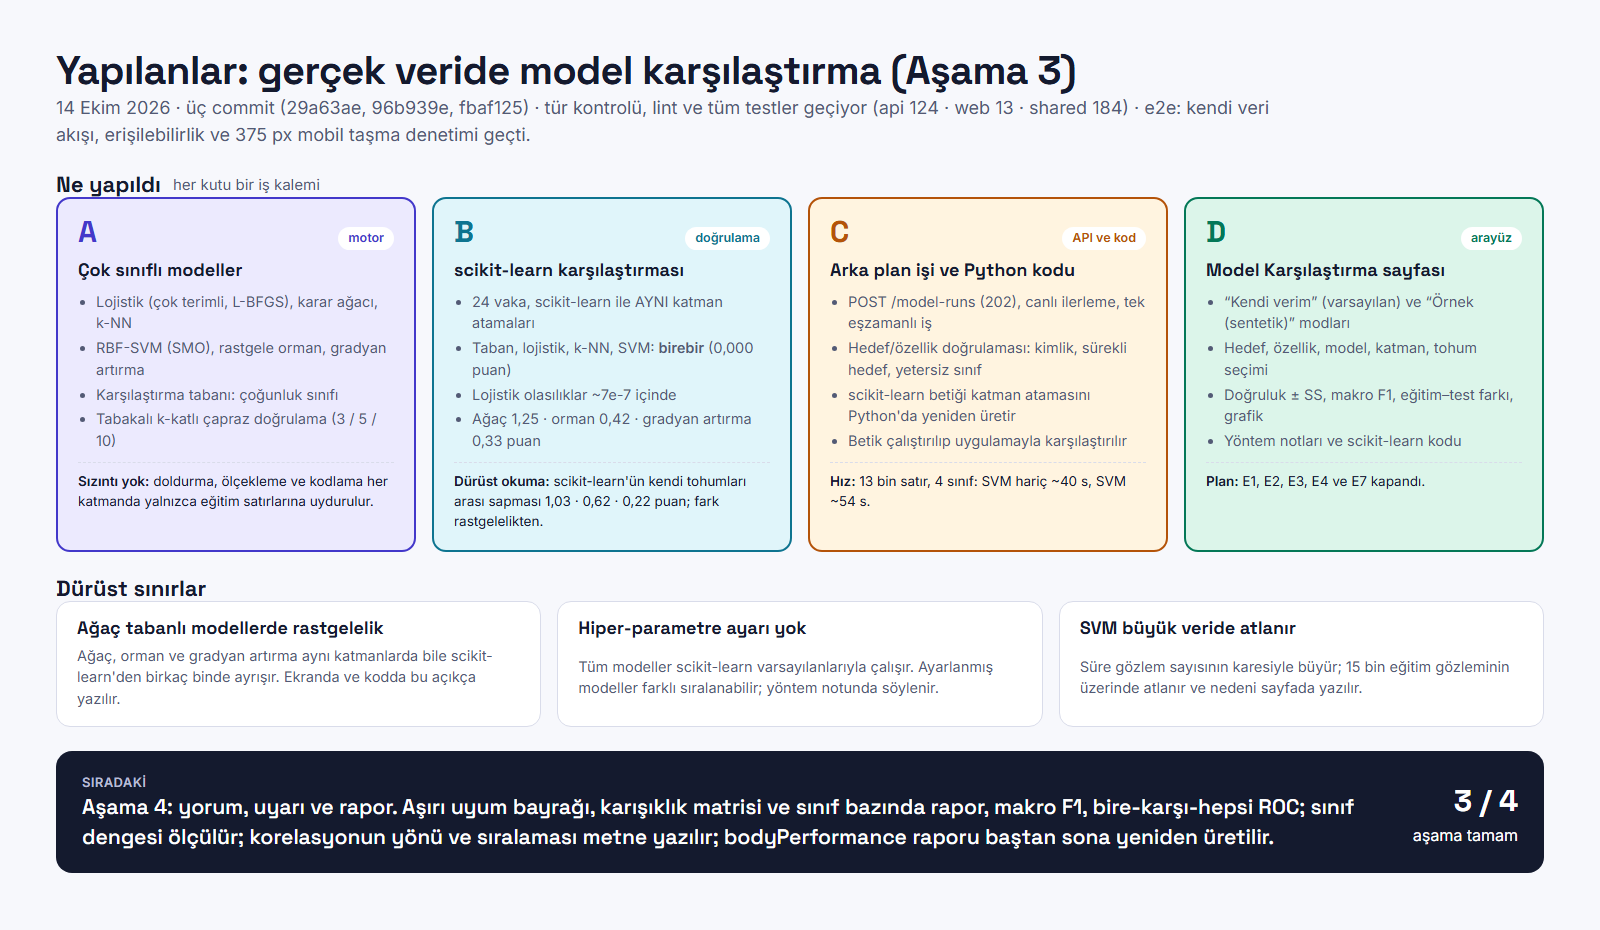 Yapılanlar: gerçek veride model karşılaştırma (Aşama 3)
14 Ekim 2026 · üç commit (29a63ae, 96b939e, fbaf125) · tür kontrolü, lint ve tüm testler geçiyor (api 124 · web 13 · shared 184) · e2e: kendi veri
akışı, erişilebilirlik ve 375 px mobil taşma denetimi geçti.
Ne yapıldı her kutu bir iş kalemi
A motor
Çok sınıflı modeller
• Lojistik (çok terimli, L-BFGS), karar ağacı,
k-NN
• RBF-SVM (SMO), rastgele orman, gradyan
artırma
• Karşılaştırma tabanı: çoğunluk sınıfı
• Tabakalı k-katlı çapraz doğrulama (3 / 5 /
10)
Sızıntı yok: doldurma, ölçekleme ve kodlama her
katmanda yalnızca eğitim satırlarına uydurulur.
B doğrulama
scikit-learn karşılaştırması
• 24 vaka, scikit-learn ile AYNI katman
atamaları
• Taban, lojistik, k-NN, SVM: birebir (0,000
puan)
• Lojistik olasılıklar ~7e-7 içinde
• Ağaç 1,25 · orman 0,42 · gradyan artırma
0,33 puan
Dürüst okuma: scikit-learn'ün kendi tohumları
arası sapması 1,03 · 0,62 · 0,22 puan; fark
rastgelelikten.
C API ve kod
Arka plan işi ve Python kodu
• POST /model-runs (202), canlı ilerleme, tek
eşzamanlı iş
• Hedef/özellik doğrulaması: kimlik, sürekli
hedef, yetersiz sınıf
• scikit-learn betiği katman atamasını
Python'da yeniden üretir
• Betik çalıştırılıp uygulamayla karşılaştırılır
Hız: 13 bin satır, 4 sınıf: SVM hariç ~40 s, SVM
~54 s.
D arayüz
Model Karşılaştırma sayfası
• “Kendi verim” (varsayılan) ve “Örnek
(sentetik)” modları
• Hedef, özellik, model, katman, tohum
seçimi
• Doğruluk ± SS, makro F1, eğitim–test farkı,
grafik
• Yöntem notları ve scikit-learn kodu
Plan: E1, E2, E3, E4 ve E7 kapandı.
Dürüst sınırlar
Ağaç tabanlı modellerde rastgelelik
Ağaç, orman ve gradyan artırma aynı katmanlarda bile scikit-
learn'den birkaç binde ayrışır. Ekranda ve kodda bu açıkça
yazılır.
Hiper-parametre ayarı yok
Tüm modeller scikit-learn varsayılanlarıyla çalışır. Ayarlanmış
modeller farklı sıralanabilir; yöntem notunda söylenir.
SVM büyük veride atlanır
Süre gözlem sayısının karesiyle büyür; 15 bin eğitim gözleminin
üzerinde atlanır ve nedeni sayfada yazılır.
SIRADAKİ
Aşama 4: yorum, uyarı ve rapor. Aşırı uyum bayrağı, karışıklık matrisi ve sınıf bazında rapor, makro F1, bire-karşı-hepsi ROC; sınıf
dengesi ölçülür; korelasyonun yönü ve sıralaması metne yazılır; bodyPerformance raporu baştan sona yeniden üretilir.
3 / 4
aşama tamam